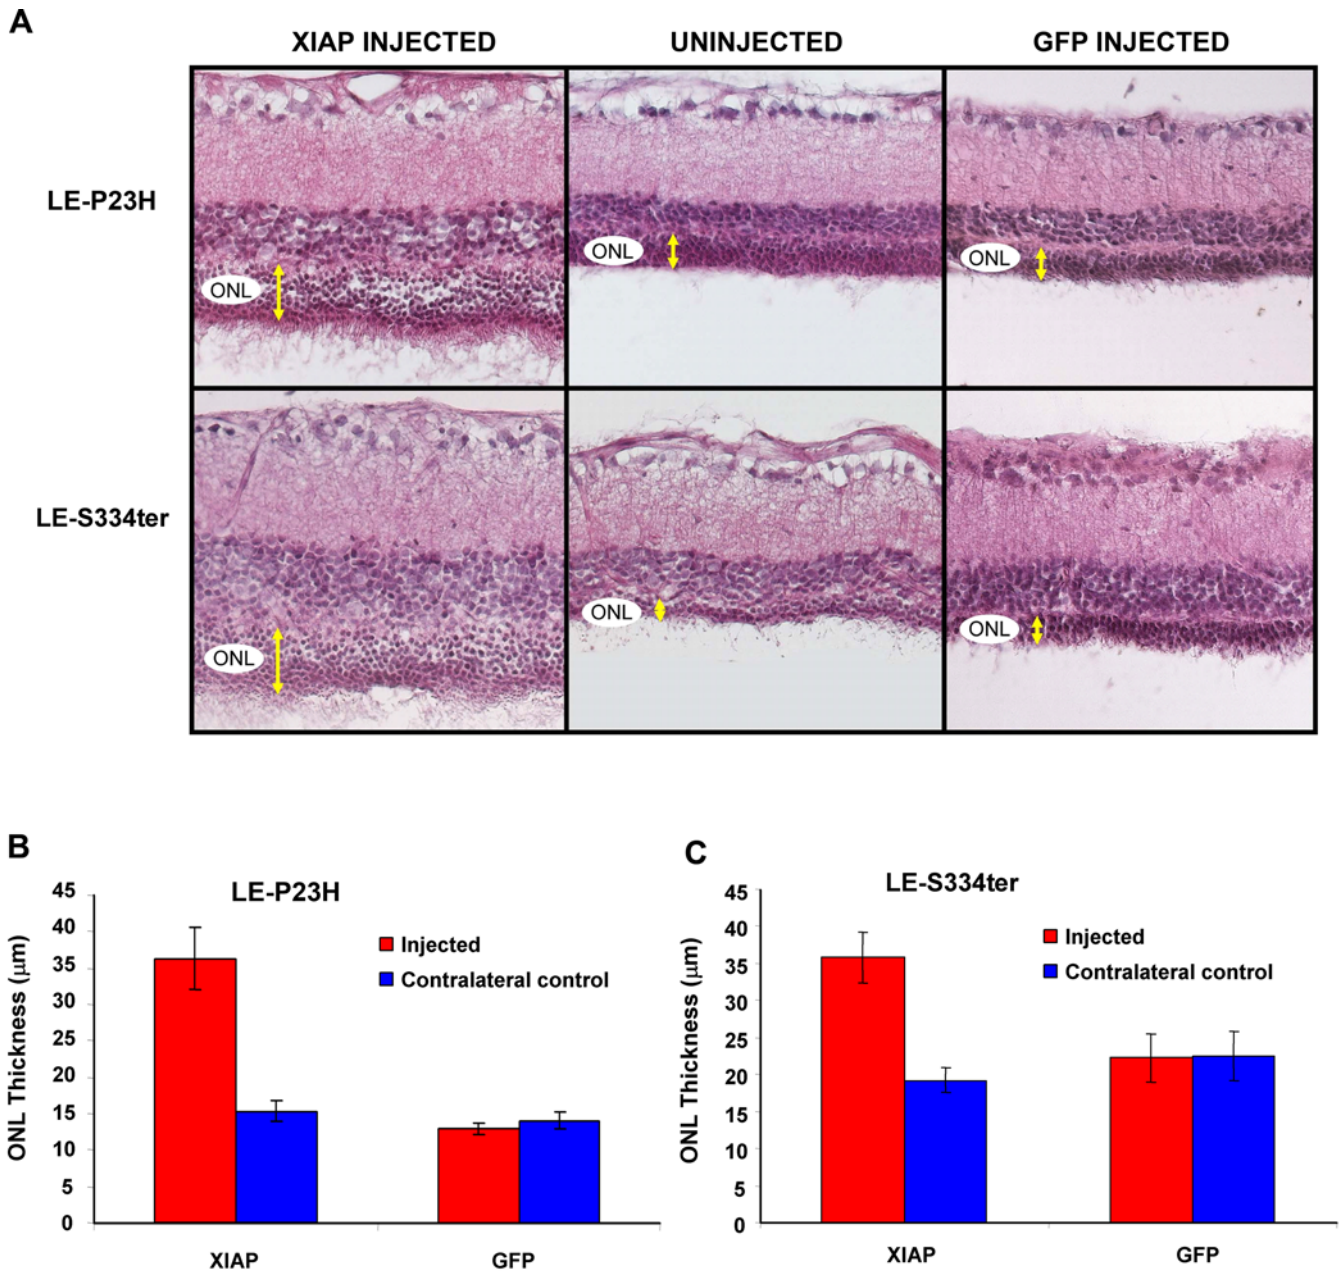 A
XIAP INJECTED UNINJECTED GFP INJECTED
LE-P23H
ONL ONL ONL
LE-S334ter
ONL ONL ONL
B
LE-P23H
ONL Thickness (μm)
45
40
35
30
25
20
15
10
5
0
Injected
Contralateral control
XIAP GFP
C
LE-S334ter
ONL Thickness (μm)
45
40
35
30
25
20
15
10
5
0
Injected
Contralateral control
XIAP GFP